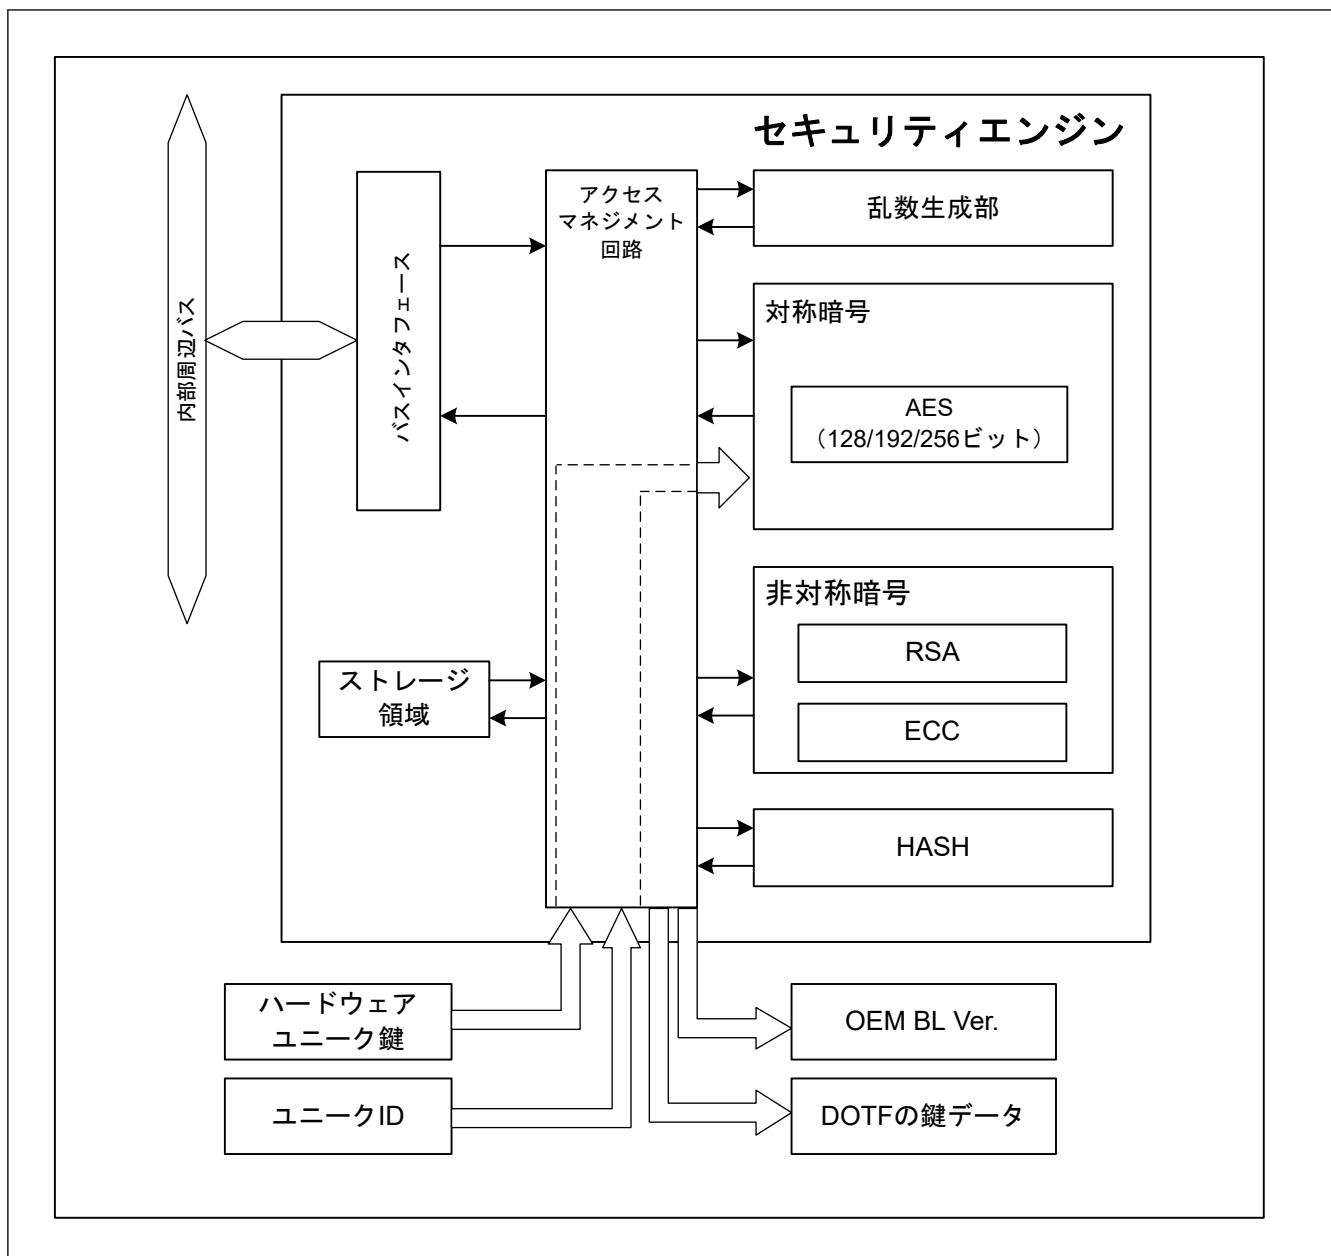 セキュリティエンジン
内部周辺バス
バスインタフェース
アクセス
マネジメント
回路
乱数生成部
対称暗号
AES
（128/192/256ビット）
非対称暗号
RSA
ECC
ストレージ
領域
HASH
ハードウェア
ユニーク鍵
OEM BL Ver.
ユニークID
DOTFの鍵データ